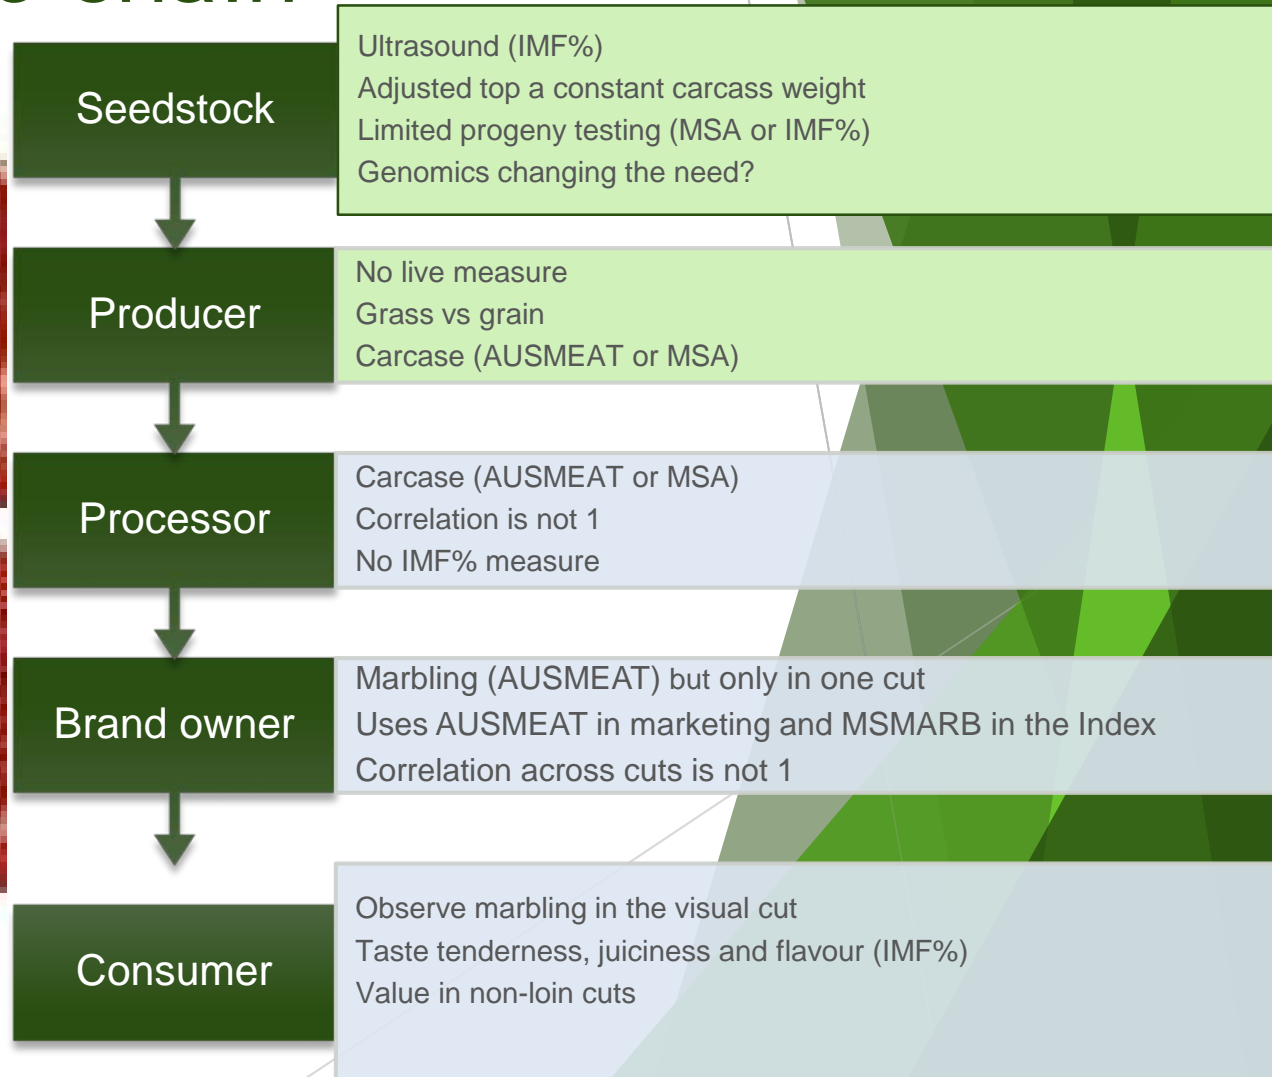 chain
Seedstock
Ultrasound (IMF%)
Adjusted top a constant carcass weight
Limited progeny testing (MSA or IMF%)
Genomics changing the need?
Producer
No live measure
Grass vs grain
Carcase (AUSMEAT or MSA)
Processor
Carcase (AUSMEAT or MSA)
Correlation is not 1
No IMF% measure
Brand owner
Marbling (AUSMEAT) but only in one cut
Uses AUSMEAT in marketing and MSMARB in the Index
Correlation across cuts is not 1
Consumer
Observe marbling in the visual cut
Taste tenderness, juiciness and flavour (IMF%)
Value in non-loin cuts